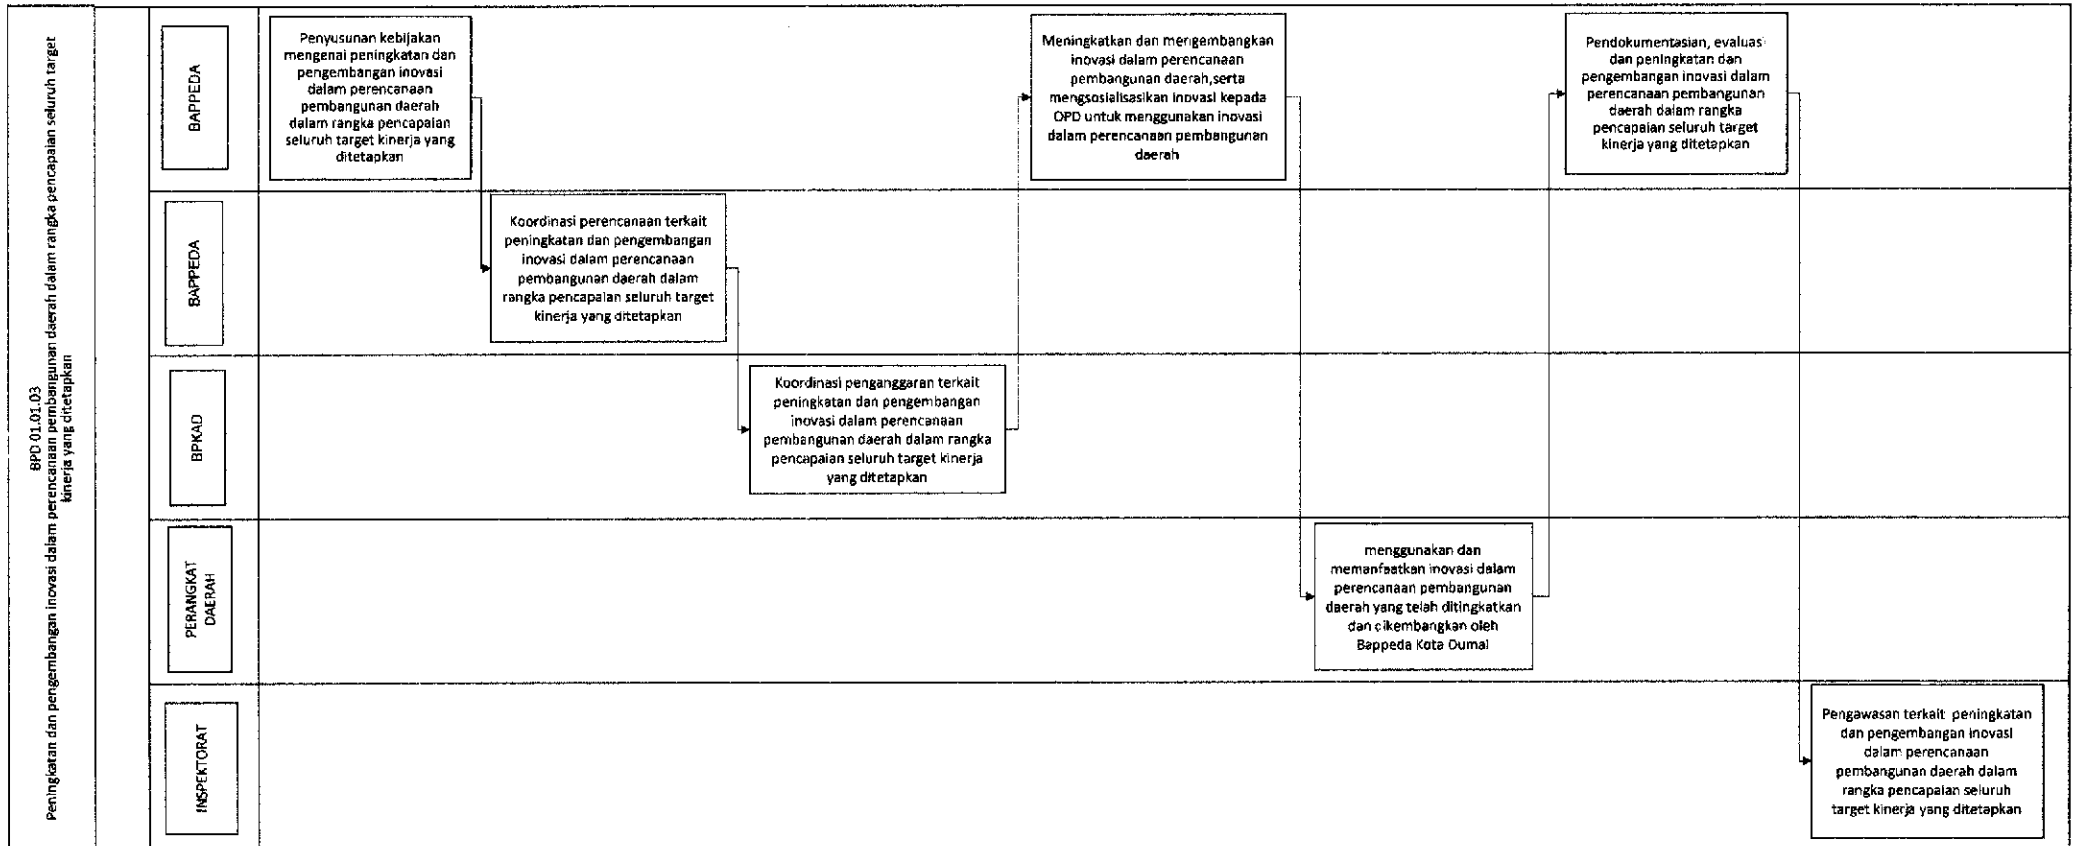 BPD 01.01.03
Peningkatan dan pengembangan inovasi dalam perencanaan pembangunan daerah dalam rangka pencapaian seluruh target
kinerja yang ditetapkan
BAPPEDA
Penyusunan kebijakan
mengenai peningkatan dan
pengembangan inovasi
dalam perencanaan
pembangunan daerah
dalam rangka pencapaian
seluruh target kinerja yang
ditetapkan
Meningkatkan dan mengembangkan
inovasi dalam perencanaan
pembangunan daerah,serta
mengsosialisasikan inovasi kepada
OPD untuk menggunakan inovasi
dalam perencanaan pembangunan
daerah
Pendokumentasian, evaluasi
dan peningkatan dan
pengembangan inovasi dalam
perencanaan pembangunan
daerah dalam rangka
pencapaian seluruh target
kinerja yang ditetapkan
BAPPEDA
Koordinasi perencanaan terkait
peningkatan dan pengembangan
inovasi dalam perencanaan
pembangunan daerah dalam
rangka pencapaian seluruh target
kinerja yang ditetapkan
BPKAD
Koordinasi penganggaran terkait
peningkatan dan pengembangan
inovasi dalam perencanaan
pembangunan daerah dalam rangka
pencapaian seluruh target kinerja
yang ditetapkan
PERANGKAT
DAERAH
menggunakan dan
memanfaatkan inovasi dalam
perencanaan pembangunan
daerah yang telah ditingkatkan
dan dikembangkan oleh
Bappeda Kota Dumai
INSPEKTORAT
Pengawasan terkait peningkatan
dan pengembangan inovasi
dalam perencanaan
pembangunan daerah dalam
rangka pencapaian seluruh
target kinerja yang ditetapkan